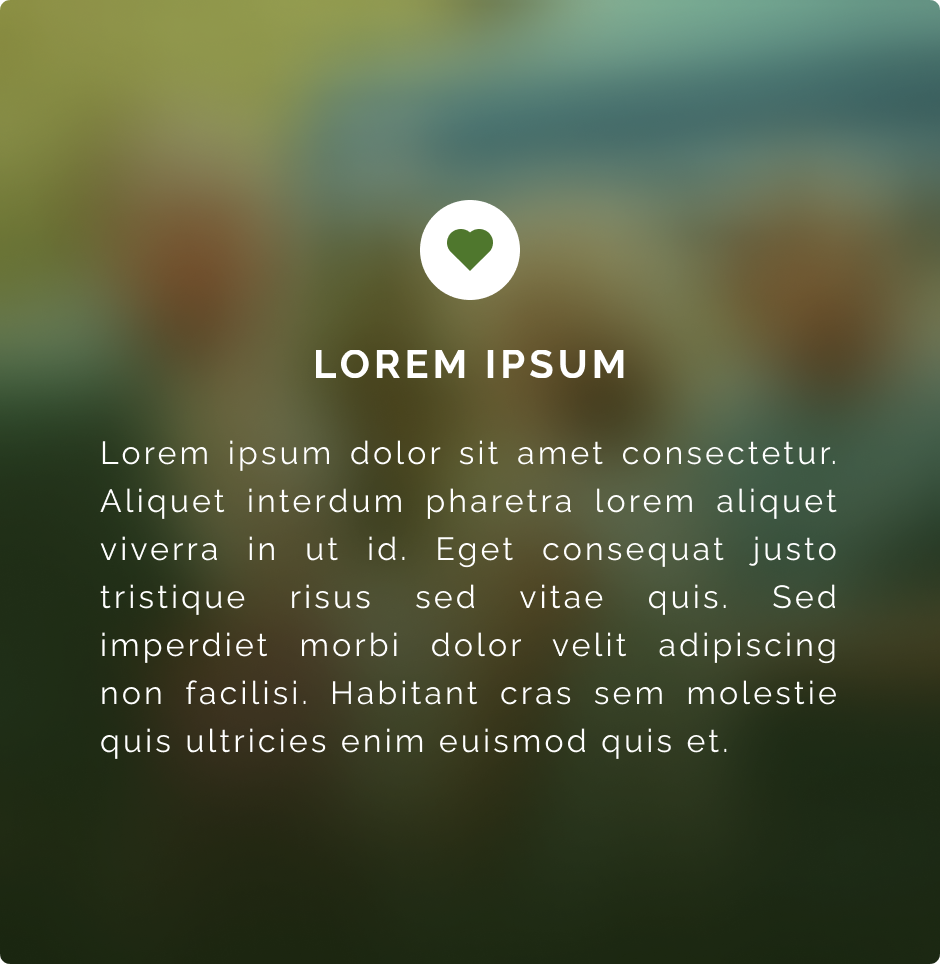 LOREM IPSUM
Lorem ipsum dolor sit amet consectetur.
Aliquet interdum pharetra lorem aliquet
viverra in ut id. Eget consequat justo
tristique risus sed vitae quis. Sed
imperdiet morbi dolor velit adipiscing
non facilisi. Habitant cras sem molestie
quis ultricies enim euismod quis et.